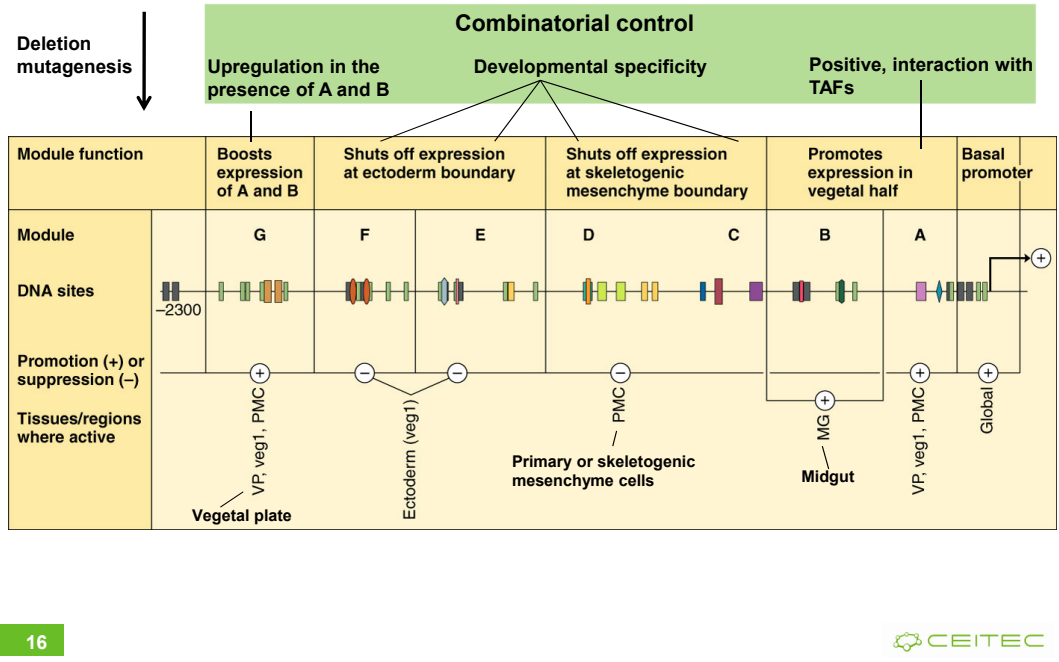 Deletion
mutagenesis
Combinatorial control
Upregulation in the
presence of A and B
Developmental specificity
Positive, interaction with
TAFs
Module function
Boosts
expression
of A and B
Shuts off expression
at ectoderm boundary
Shuts off expression
at skeletogenic
mesenchyme boundary
Promotes
expression in
vegetal half
Basal
promoter
Module
G
F
E
D
C
B
A
DNA sites
–2300
+
Promotion (+) or
suppression (–)
+
–
–
–
+
+
+
Tissues/regions
where active
VP, veg1, PMC
Ectoderm (veg1)
PMC
MG
VP, veg1, PMC
Global
Vegetal plate
Primary or skeletogenic
mesenchyme cells
Midgut
16
CEITEC